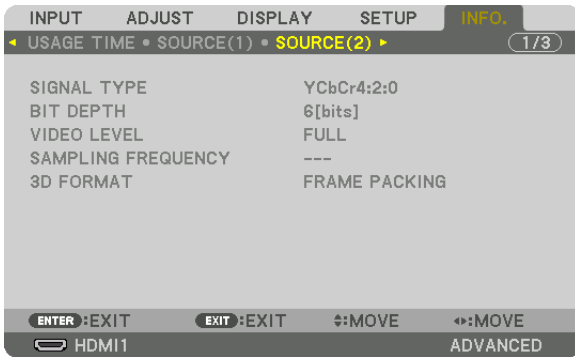 INPUT ADJUST DISPLAY SETUP INFO.
USAGE TIME • SOURCE(1) • SOURCE(2) 1/3
SIGNAL TYPE YCbCr4:2:0
BIT DEPTH 6[bits]
VIDEO LEVEL FULL
SAMPLING FREQUENCY ---
3D FORMAT FRAME PACKING
ENTER :EXIT EXIT :EXIT :MOVE :MOVE
HDMI1 ADVANCED